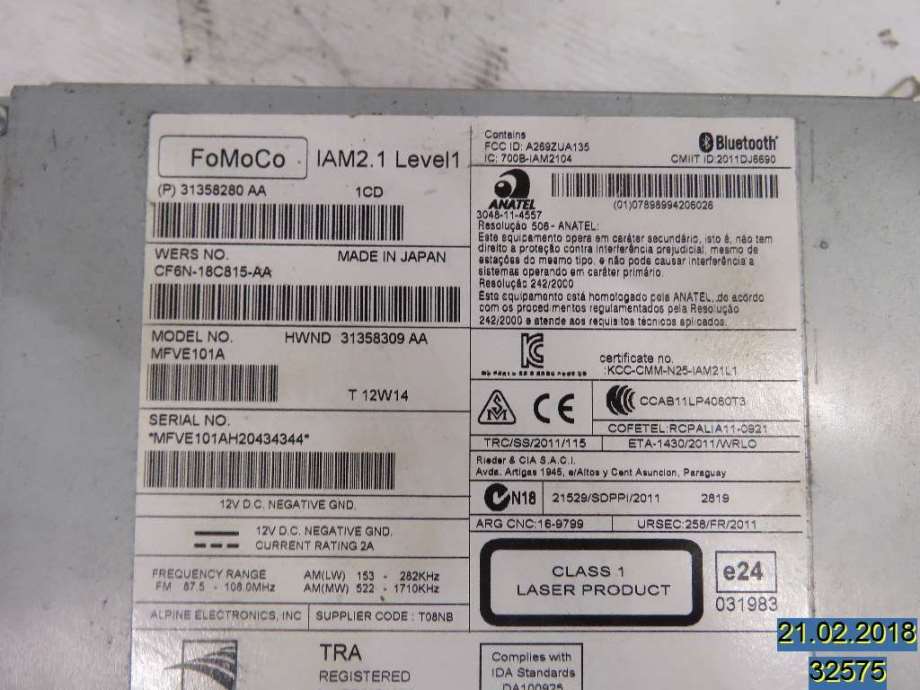 FoMoCo IAM2.1 Level1
(P) 31358280 AA 1CD
WERS NO. MADE IN JAPAN
CF6N-18C815-AA
MODEL NO. HWND 31358309 AA
MFVE101A
T 12W14
SERIAL NO.
*MFVE101AH20434344*
12V D.C. NEGATIVE GND.
12V D.C. NEGATIVE GND.
CURRENT RATING 2A
FREQUENCY RANGE AM(LW) 153 - 282KHz
FM 87.5 - 108.0MHz AM(MW) 522 - 1710KHz
ALPINE ELECTRONICS, INC SUPPLIER CODE : T08NB
TRA
REGISTERED
Contains
FCC ID: A269ZUA135
IC: 700B-IAM2104
Bluetooth
CMIIT ID:2011DJ6690
ANATEL
3048-11-4557
(01)07898994206026
Resolução 506- ANATEL:
Este equipamento opera em caráter secundário, isto é, não tem
direito a proteção contra interferência prejudicial, mesmo de
estações do mesmo tipo, e não pode causar interferência a
sistemas operando em caráter primário.
Resolução 242/2000
Este equipamento está homologado pela ANATEL, de acordo
com os procedimentos regulamentados pela Resolução
242/2000 e atende aos requisitos técnicos aplicados.
certificate no.
:KCC-CMM-N25-IAM21L1
CE
CCAB11LP4080T3
COFETEL:RCPALIA11-0921
TRC/SS/2011/115 ETA-1430/2011/WRLO
Rieder & CIA S.A.C.I.
Avda. Artigas 1945, e/Altos y Cent Asuncion, Paraguay
N18 21529/SDPPI/2011 2819
ARG CNC:16-9799 URSEC:258/FR/2011
CLASS 1
LASER PRODUCT
e24
031983
Complies with
IDA Standards
DA100925
21.02.2018
32575